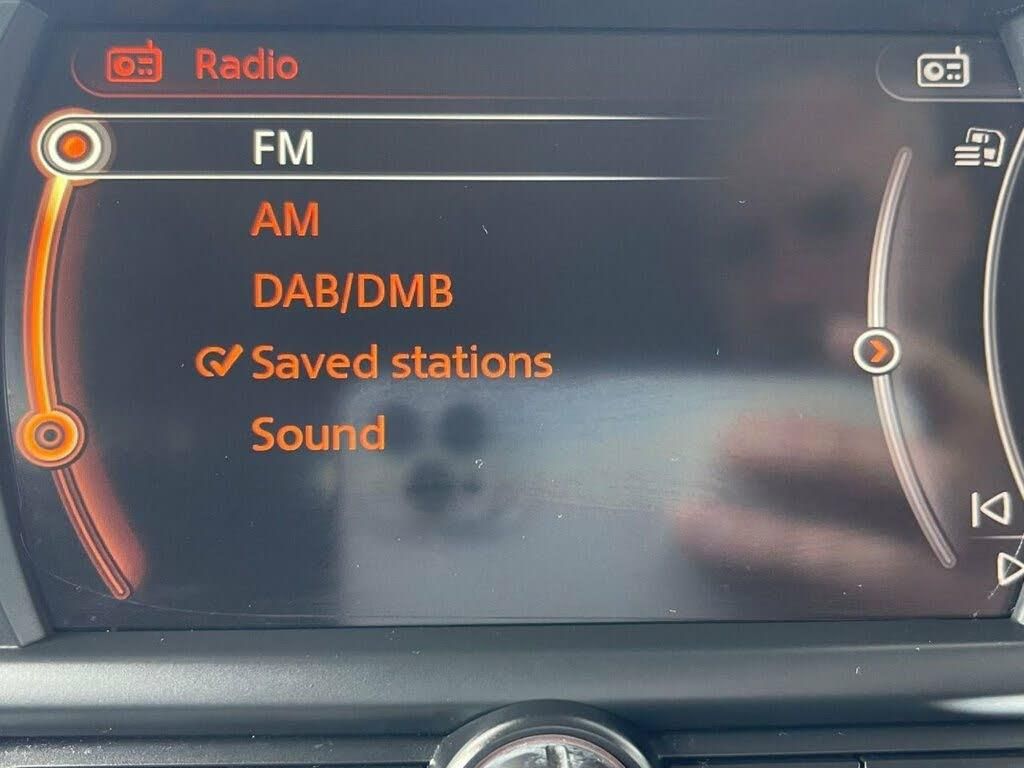 Radio
FM
AM
DAB/DMB
Saved stations
Sound